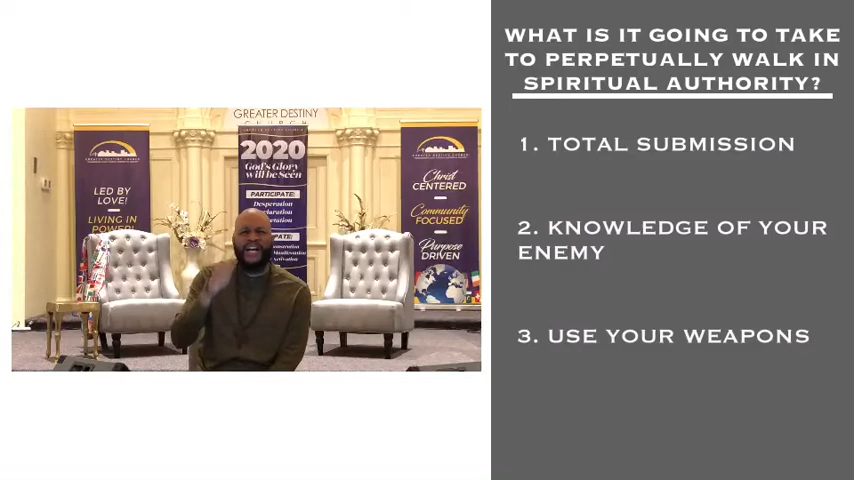 GREATER DESTINY
CHURCH
2020
God's Glory
will be Seen
PARTICIPATE:
Desperation
LED BY
LOVE!
LIVING IN
POWER!
Christ
CENTERED
Community
FOCUSED
Purpose
DRIVEN
WHAT IS IT GOING TO TAKE
TO PERPETUALLY WALK IN
SPIRITUAL AUTHORITY?
1. TOTAL SUBMISSION
2. KNOWLEDGE OF YOUR
ENEMY
3. USE YOUR WEAPONS